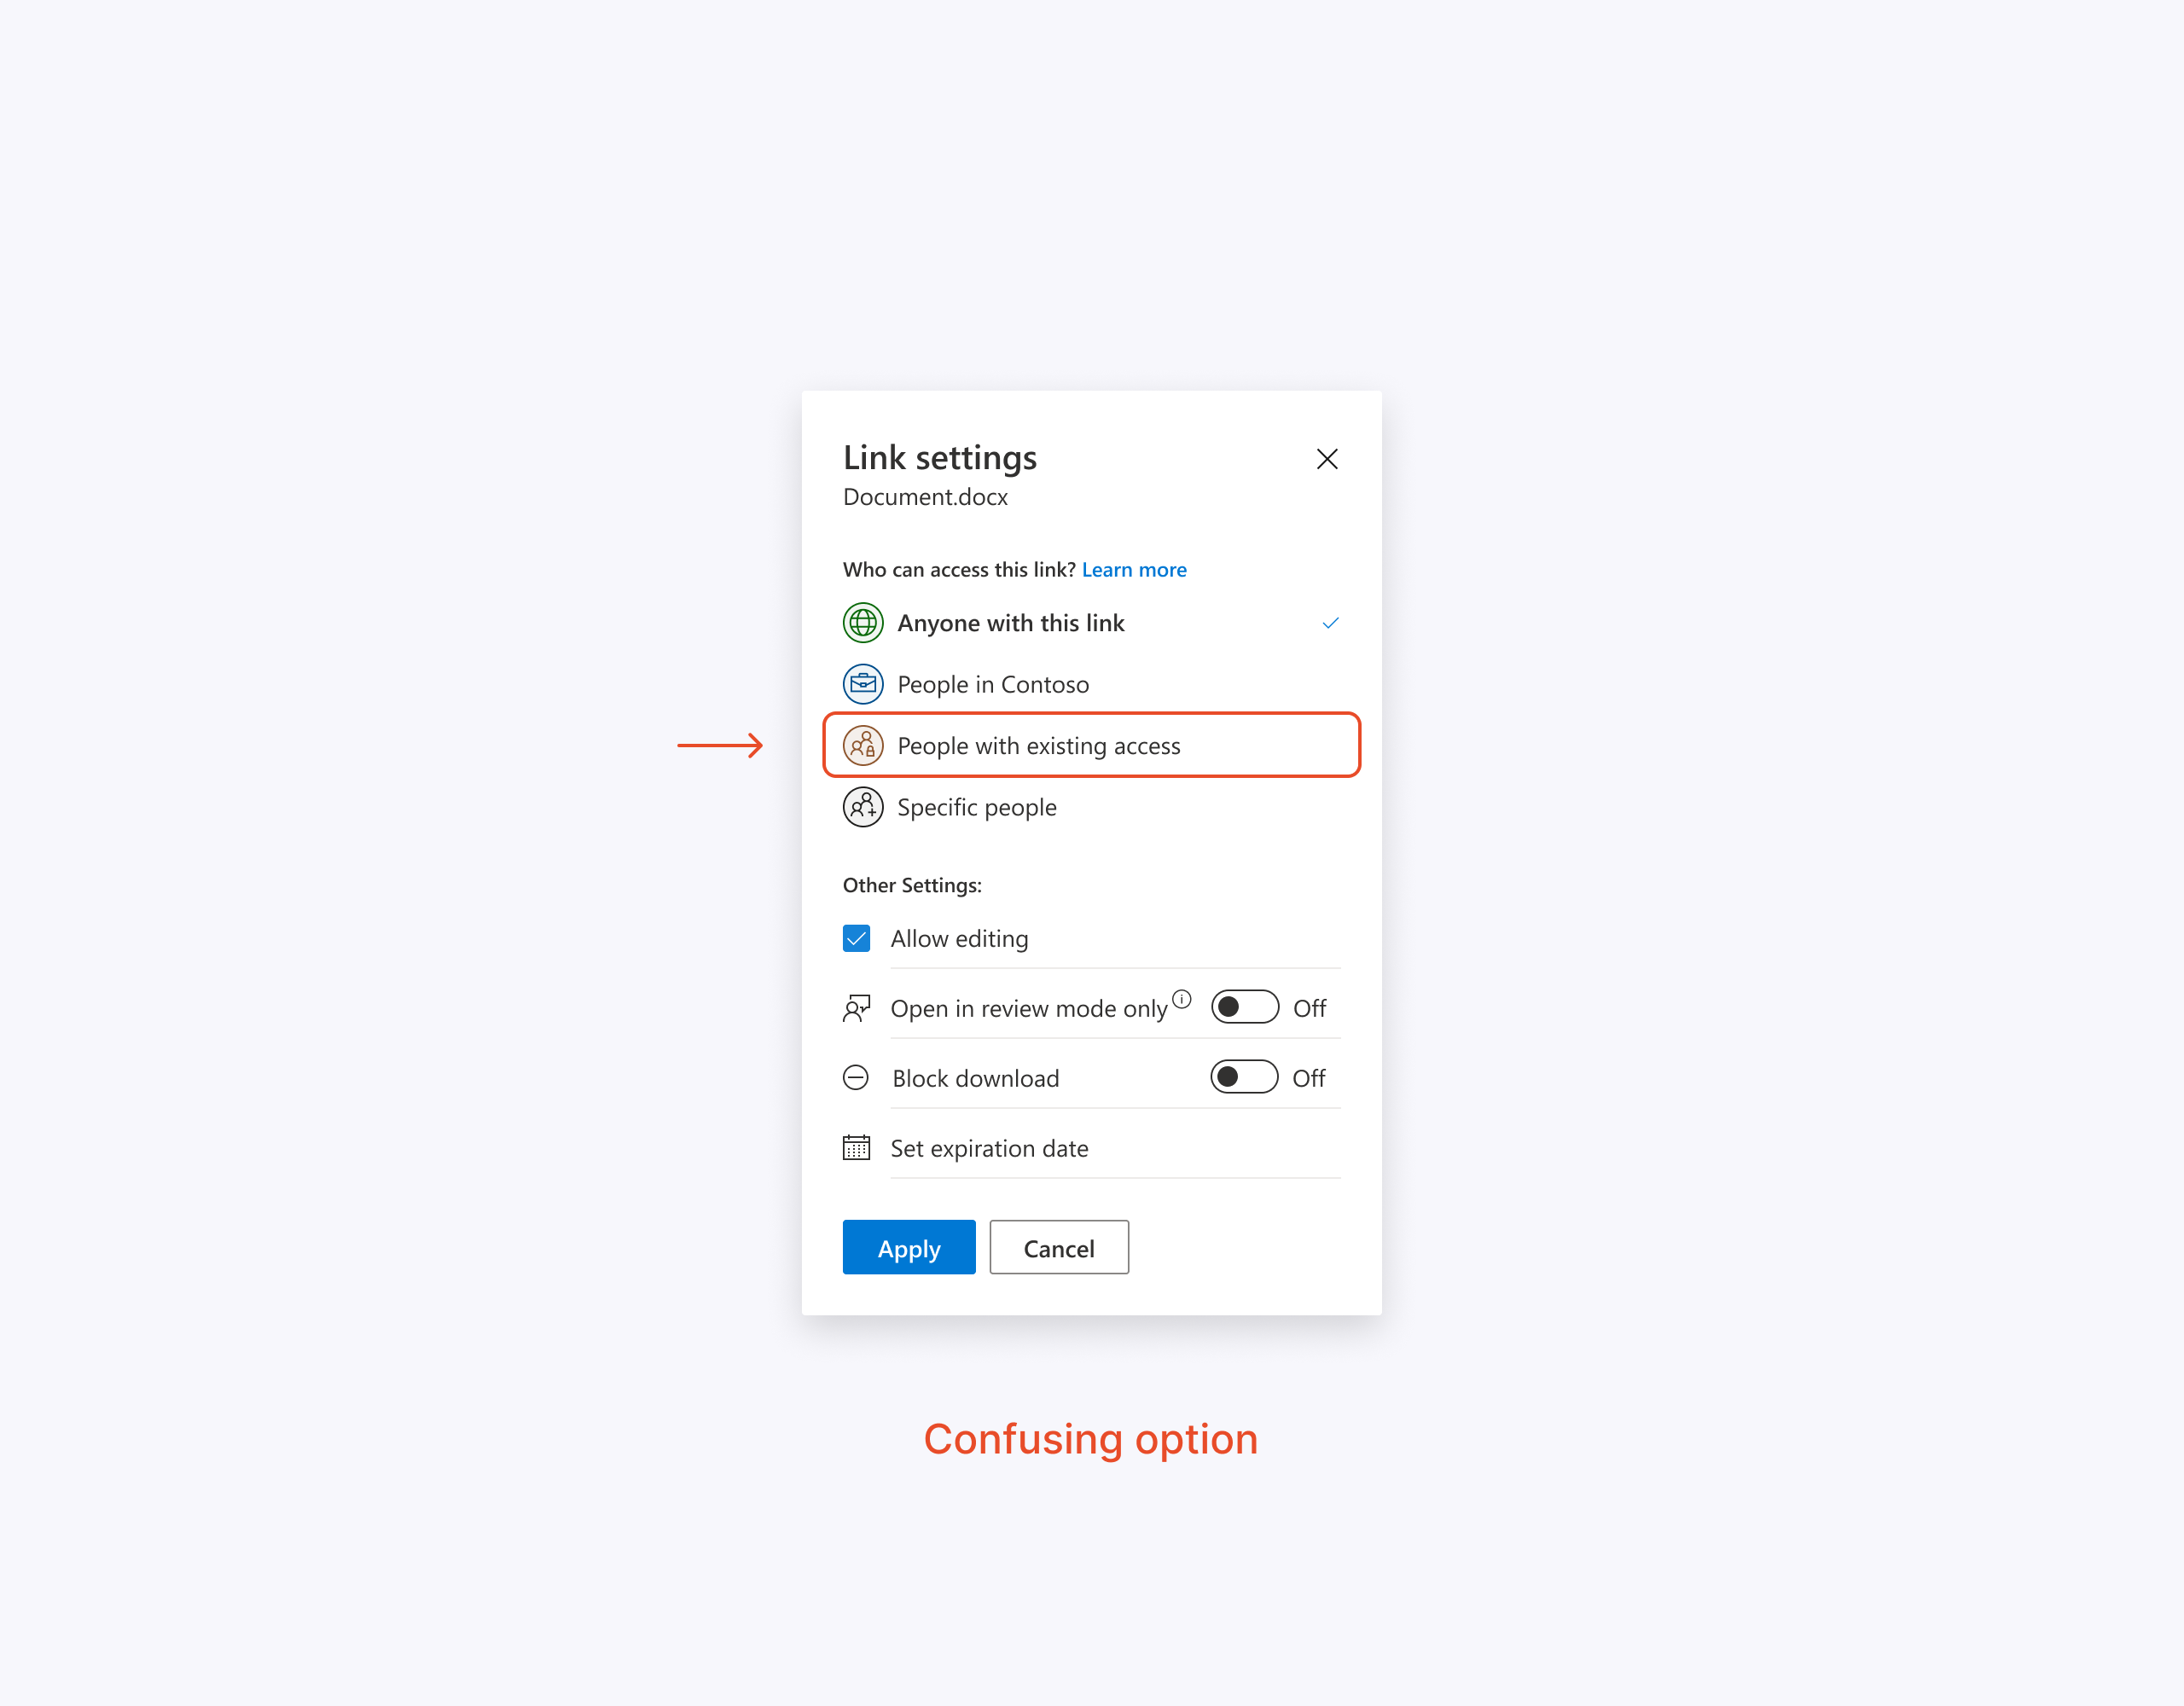 Link settings
Document.docx
Who can access this link? Learn more
Anyone with this link
People in Contoso
People with existing access
Specific people
Other Settings:
Allow editing
Open in review mode only Off
Block download Off
Set expiration date
Apply Cancel
Confusing option